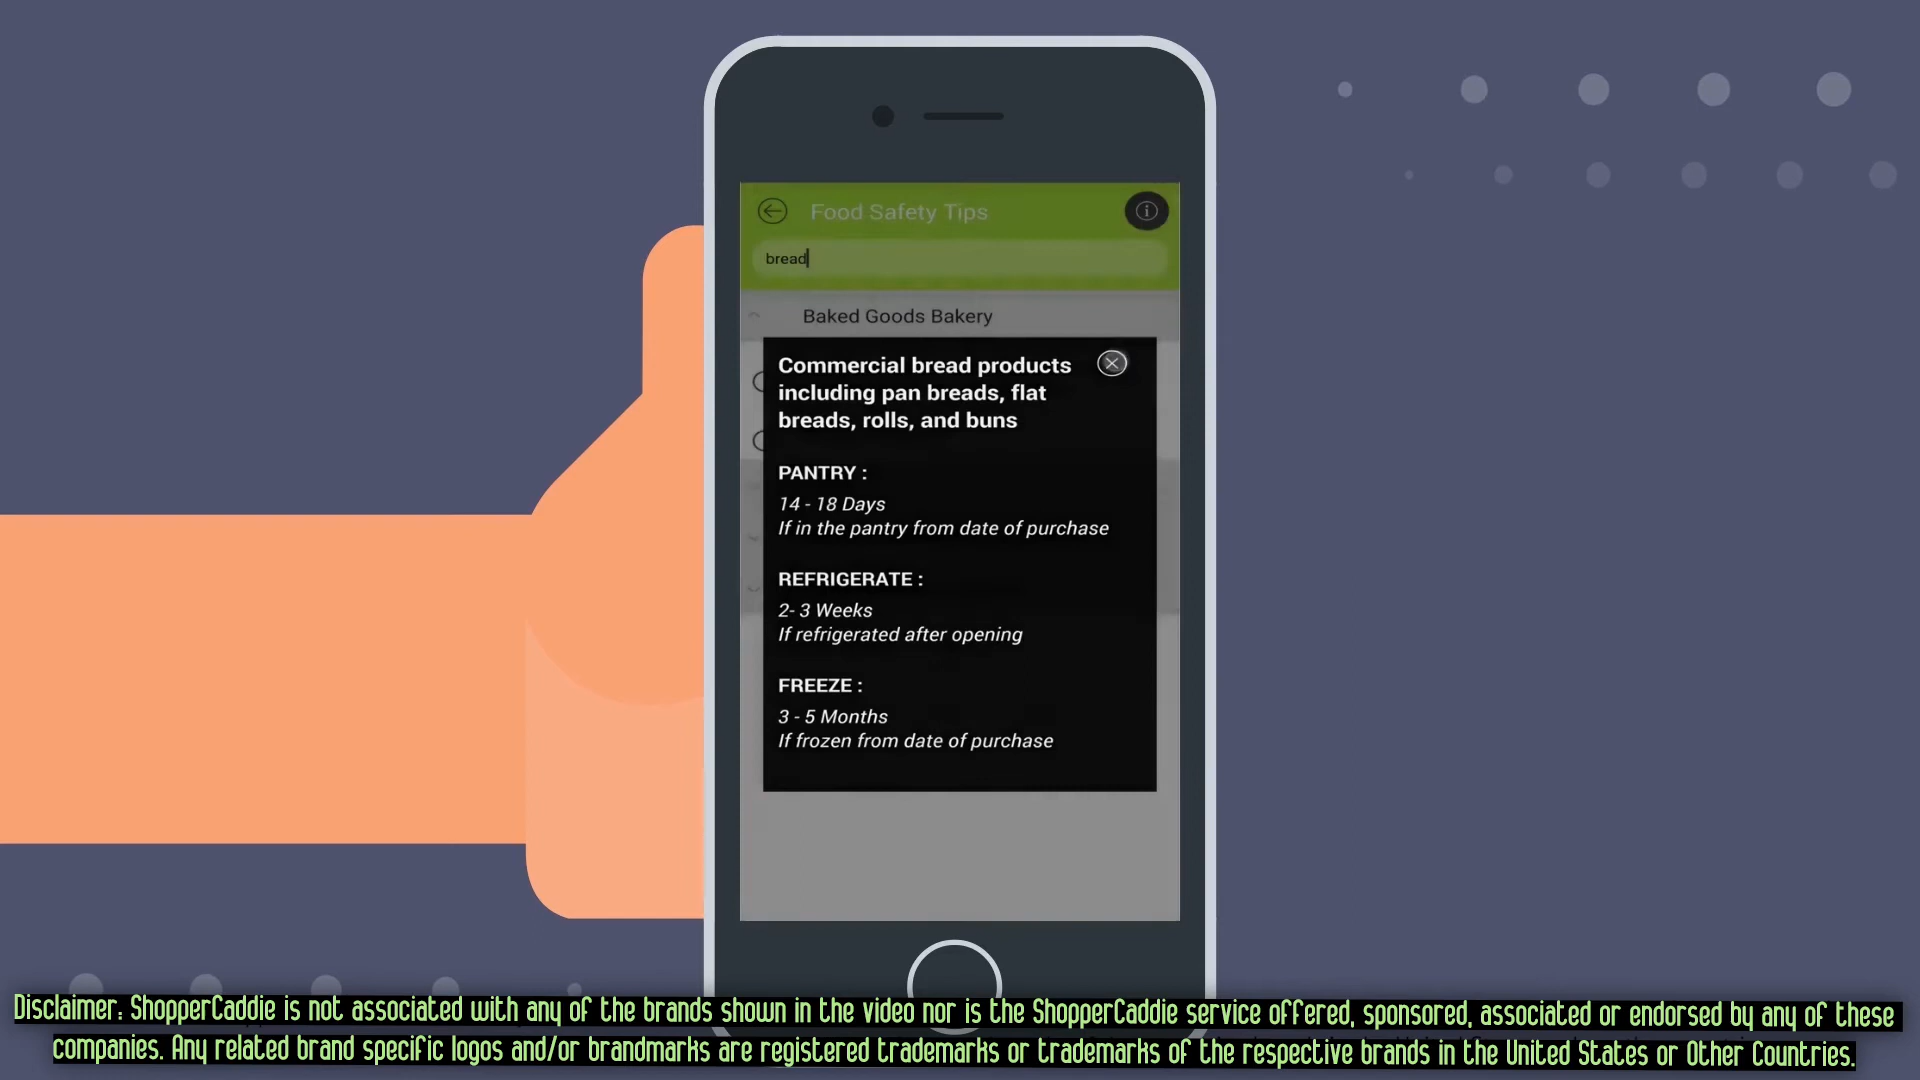 Food Safety Tips
bread
Baked Goods Bakery
Commercial bread products
including pan breads, flat
breads, rolls, and buns
PANTRY :
14 - 18 Days
If in the pantry from date of purchase
REFRIGERATE :
2- 3 Weeks
If refrigerated after opening
FREEZE :
3 - 5 Months
If frozen from date of purchase
Disclaimer: ShopperCaddie is not associated with any of the brands shown in the video nor is the ShopperCaddie service offered, sponsored, associated or endorsed by any of these
companies. Any related brand specific logos and/or brandmarks are registered trademarks or trademarks of the respective brands in the United States or Other Countries.